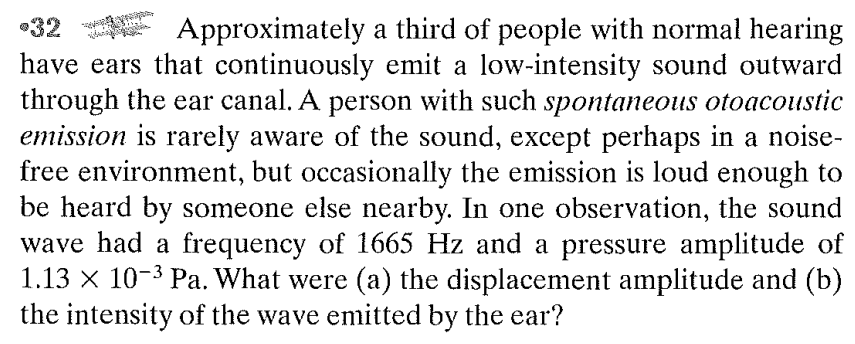 •32 Approximately a third of people with normal hearing
have ears that continuously emit a low-intensity sound outward
through the ear canal. A person with such spontaneous otoacoustic
emission is rarely aware of the sound, except perhaps in a noise-
free environment, but occasionally the emission is loud enough to
be heard by someone else nearby. In one observation, the sound
wave had a frequency of 1665 Hz and a pressure amplitude of
1.13 × 10⁻³ Pa. What were (a) the displacement amplitude and (b)
the intensity of the wave emitted by the ear?